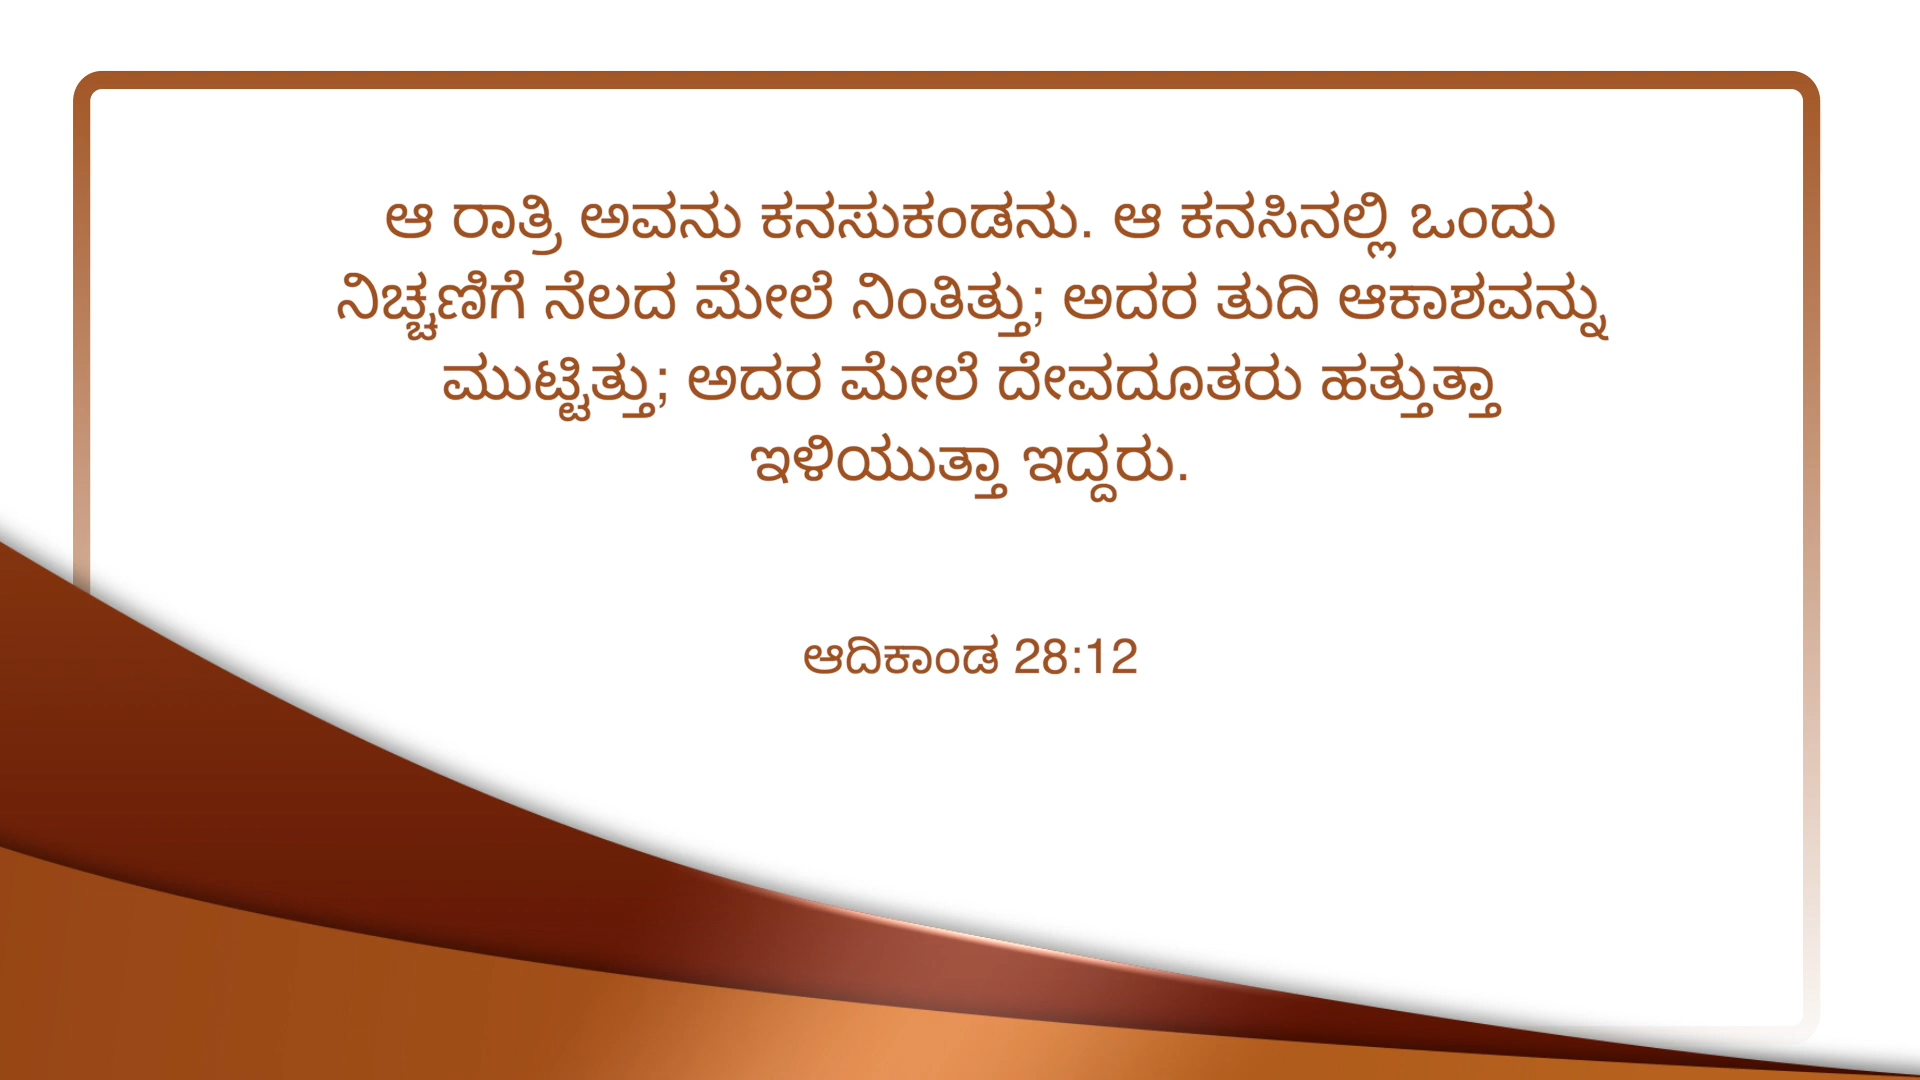 ಆ ರಾತ್ರಿ ಅವನು ಕನಸುಕಂಡನು. ಆ ಕನಸಿನಲ್ಲಿ ಒಂದು
ನಿಚ್ಚಣಿಗೆ ನೆಲದ ಮೇಲೆ ನಿಂತಿತ್ತು; ಅದರ ತುದಿ ಆಕಾಶವನ್ನು
ಮುಟ್ಟಿತ್ತು; ಅದರ ಮೇಲೆ ದೇವದೂತರು ಹತ್ತುತ್ತಾ
ಇಳಿಯುತ್ತಾ ಇದ್ದರು.
ಆದಿಕಾಂಡ 28:12